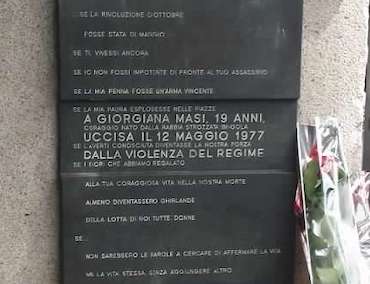 ...SE LA RIVOLUZIONE D'OTTOBRE
FOSSE STATA DI MAGGIO
SE TU VIVESSI ANCORA
SE IO NON FOSSI IMPOTENTE DI FRONTE AL TUO ASSASSINIO
SE LA MIA PENNA FOSSE UN'ARMA VINCENTE
SE LA MIA PAURA ESPLODESSE NELLE PIAZZE
A GIORGIANA MASI, 19 ANNI,
CORAGGIO NATO DALLA RABBIA STROZZATA IN GOLA
UCCISA IL 12 MAGGIO 1977
SE L'AVERTI CONOSCIUTA DIVENTASSE LA NOSTRA FORZA
DALLA VIOLENZA DEL REGIME
SE I FIORI CHE ABBIAMO REGALATO
ALLA TUA CORAGGIOSA VITA NELLA NOSTRA MORTE
ALMENO DIVENTASSERO GHIRLANDE
DELLA LOTTA DI NOI TUTTE, DONNE
SE...
NON SAREBBERO LE PAROLE A CERCARE DI AFFERMARE LA VITA
MA LA VITA STESSA, SENZA AGGIUNGERE ALTRO